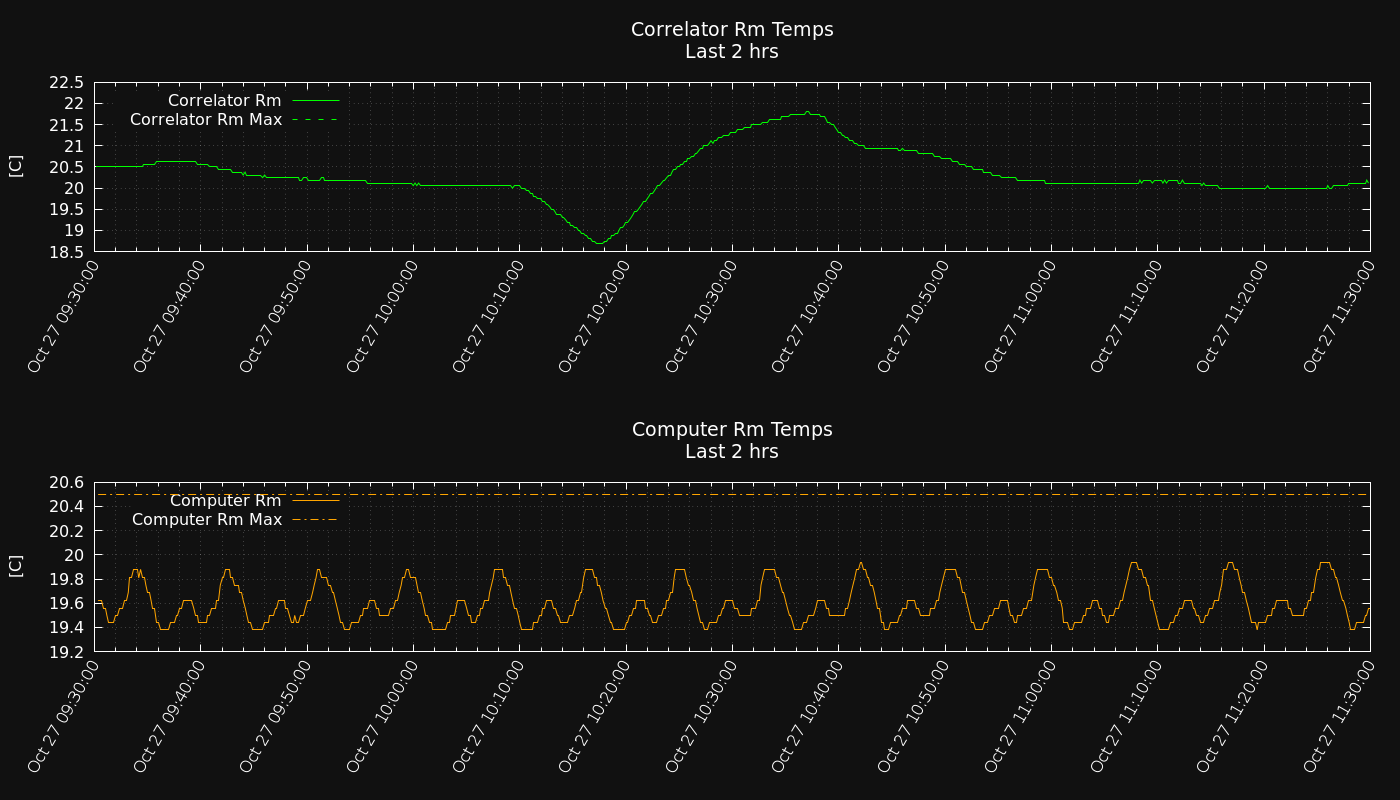 Correlator Rm Temps
Last 2 hrs
22.5
22
21.5
21
20.5
20
19.5
19
18.5
[C]
Correlator Rm
Correlator Rm Max
Oct 27 09:30:00
Oct 27 09:40:00
Oct 27 09:50:00
Oct 27 10:00:00
Oct 27 10:10:00
Oct 27 10:20:00
Oct 27 10:30:00
Oct 27 10:40:00
Oct 27 10:50:00
Oct 27 11:00:00
Oct 27 11:10:00
Oct 27 11:20:00
Oct 27 11:30:00
Computer Rm Temps
Last 2 hrs
20.6
20.4
20.2
20
19.8
19.6
19.4
19.2
[C]
Computer Rm
Computer Rm Max
Oct 27 09:30:00
Oct 27 09:40:00
Oct 27 09:50:00
Oct 27 10:00:00
Oct 27 10:10:00
Oct 27 10:20:00
Oct 27 10:30:00
Oct 27 10:40:00
Oct 27 10:50:00
Oct 27 11:00:00
Oct 27 11:10:00
Oct 27 11:20:00
Oct 27 11:30:00